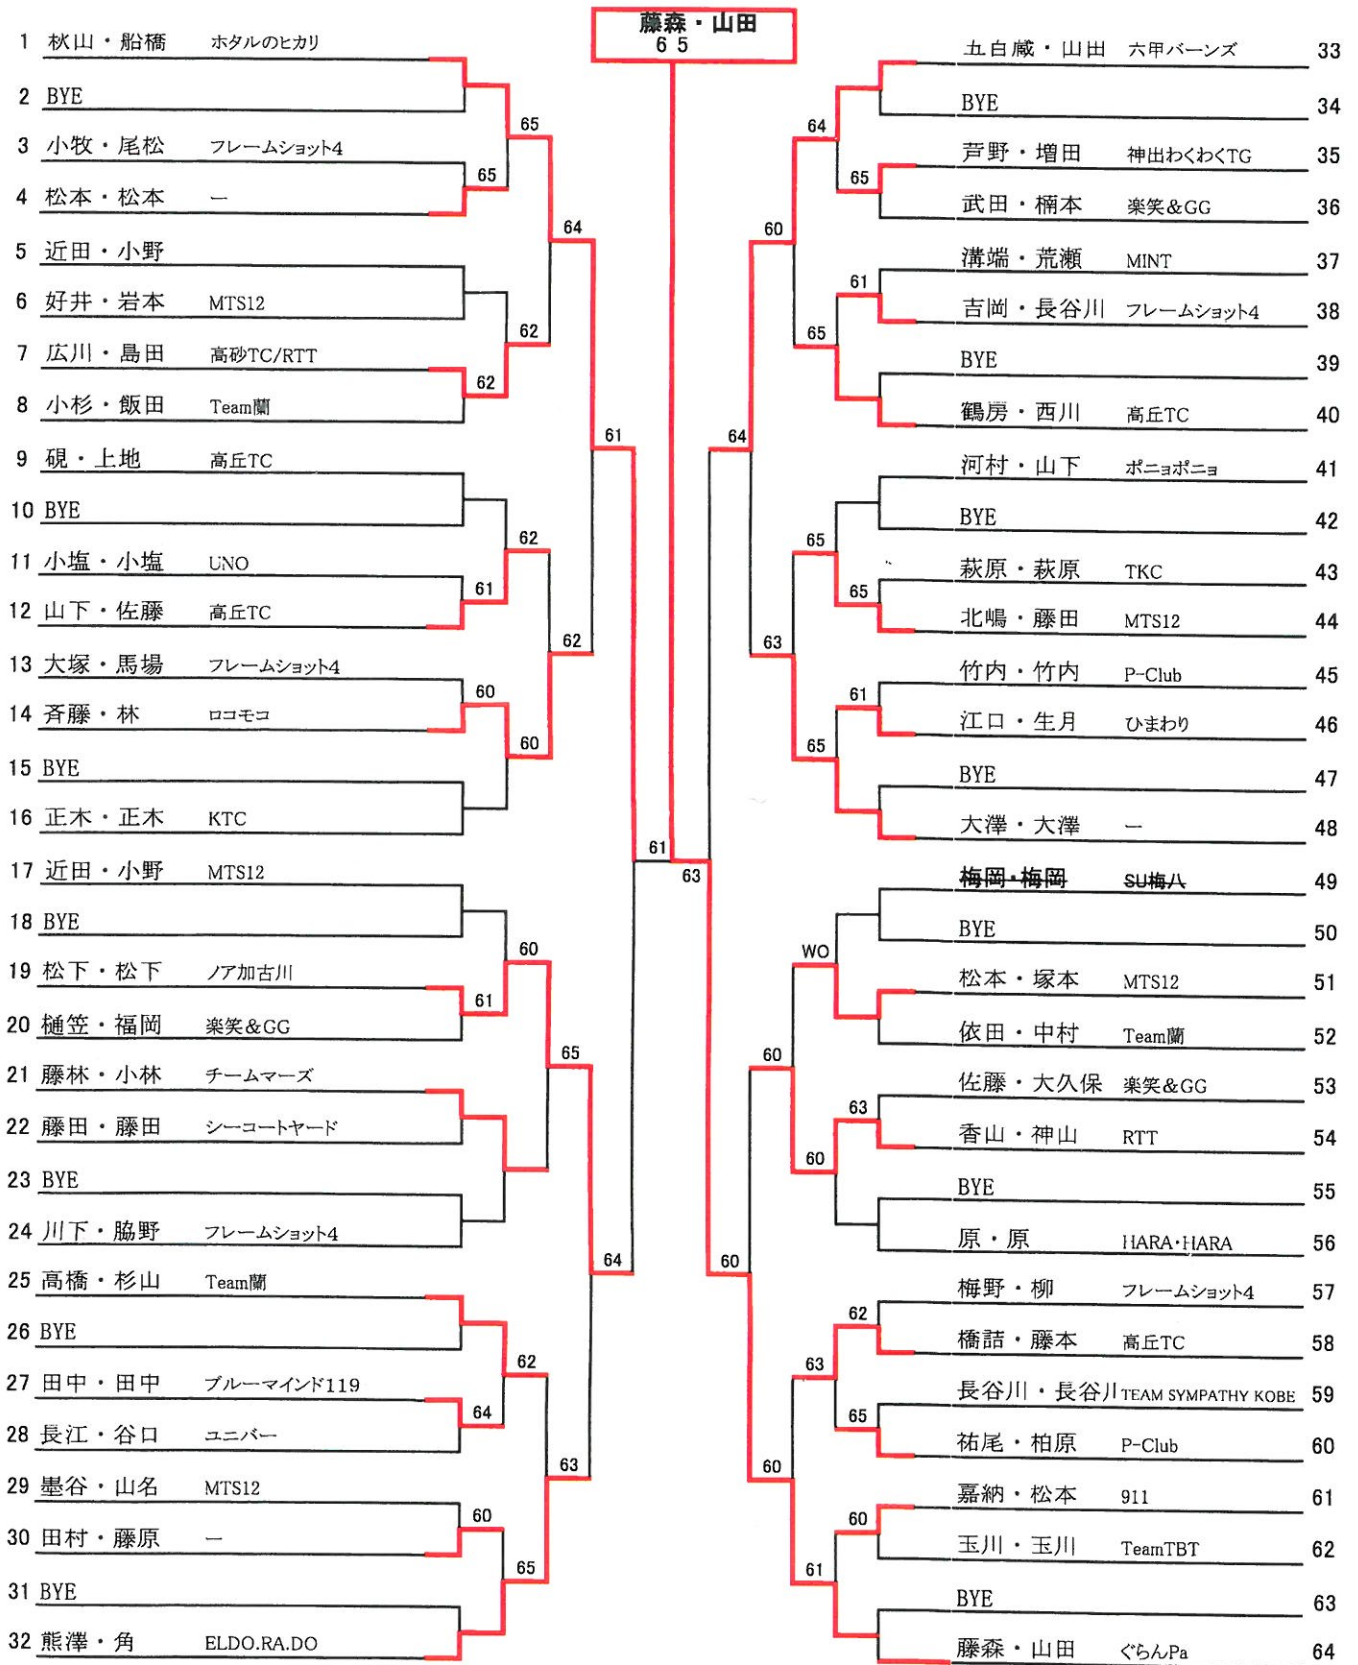 藤森・山田
6 5
1 秋山・船橋 ホタルのヒカリ
2 BYE
65
3 小牧・尾松 フレームショット4
65
4 松本・松本 ー
64
5 近田・小野
6 好井・岩本 MTS12
62
7 広川・島田 高砂TC/RTT
62
8 小杉・飯田 Team蘭
61
9 硯・上地 高丘TC
10 BYE
62
11 小塩・小塩 UNO
61
12 山下・佐藤 高丘TC
62
13 大塚・馬場 フレームショット4
60
14 斉藤・林 ロコモコ
60
15 BYE
16 正木・正木 KTC
61
63
17 近田・小野 MTS12
18 BYE
60
19 松下・松下 ノア加古川
61
20 樋笠・福岡 楽笑&GG
65
21 藤林・小林 チームマーズ
22 藤田・藤田 シーコートヤード
23 BYE
24 川下・脇野 フレームショット4
64
25 高橋・杉山 Team蘭
26 BYE
62
27 田中・田中 ブルーマインド119
64
28 長江・谷口 ユニバー
63
29 墨谷・山名 MTS12
60
30 田村・藤原 ー
65
31 BYE
32 熊澤・角 ELDO.RA.DO
五百蔵・山田 六甲バーンズ 33
BYE 34
64
芦野・増田 神出わくわくTG 35
65
武田・楠本 楽笑&GG 36
60
溝端・荒瀬 MINT 37
61
吉岡・長谷川 フレームショット4 38
65
BYE 39
鶴房・西川 高丘TC 40
64
河村・山下 ポニョポニョ 41
BYE 42
65
萩原・萩原 TKC 43
65
北嶋・藤田 MTS12 44
63
竹内・竹内 P-Club 45
61
江口・生月 ひまわり 46
65
BYE 47
大澤・大澤 ー 48
梅岡・梅岡 SU梅八 49
BYE 50
WO
松本・塚本 MTS12 51
依田・中村 Team蘭 52
60
佐藤・大久保 楽笑&GG 53
63
香山・神山 RTT 54
60
BYE 55
原・原 HARA・HARA 56
60
梅野・柳 フレームショット4 57
62
橋詰・藤本 高丘TC 58
63
長谷川・長谷川 TEAM SYMPATHY KOBE 59
65
祐尾・柏原 P-Club 60
60
嘉納・松本 911 61
60
玉川・玉川 TeamTBT 62
61
BYE 63
藤森・山田 ぐらんPa 64